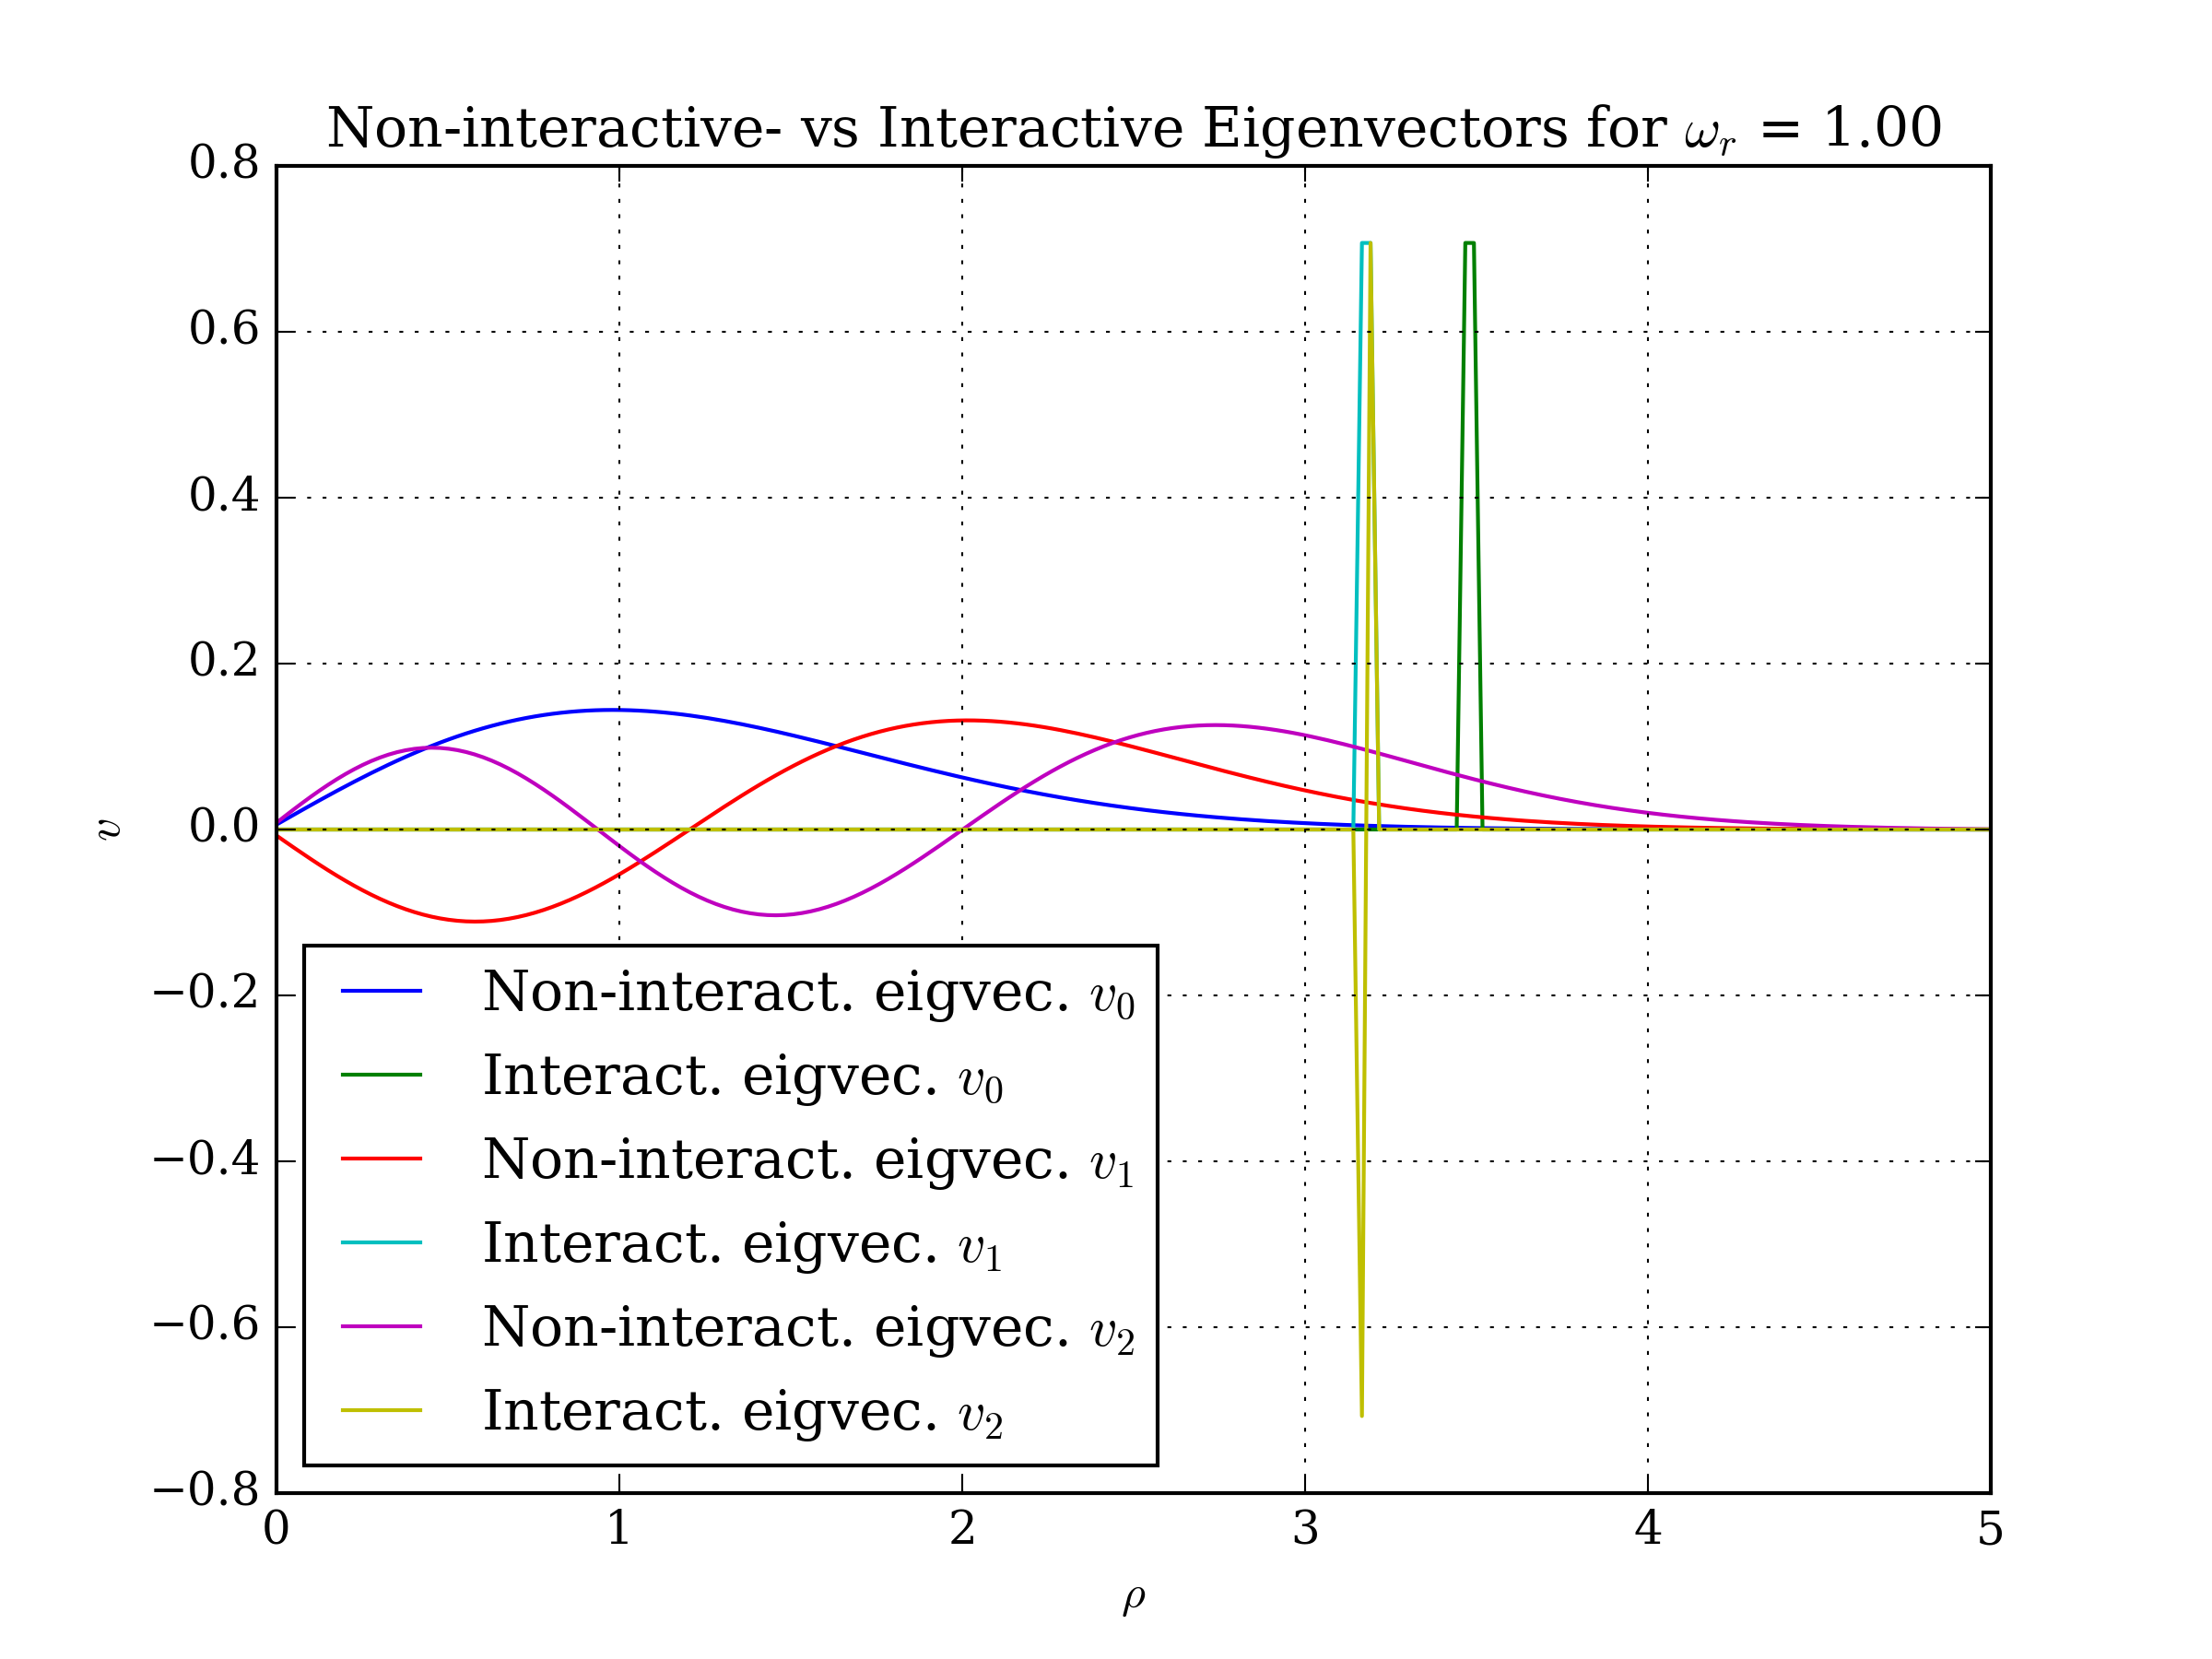 Non-interactive- vs Interactive Eigenvectors for ωᵣ = 1.00
0.8
0.6
0.4
0.2
0.0
−0.2
−0.4
−0.6
−0.8
v
Non-interact. eigvec. v₀
Interact. eigvec. v₀
Non-interact. eigvec. v₁
Interact. eigvec. v₁
Non-interact. eigvec. v₂
Interact. eigvec. v₂
0 1 2 3 4 5
ρ